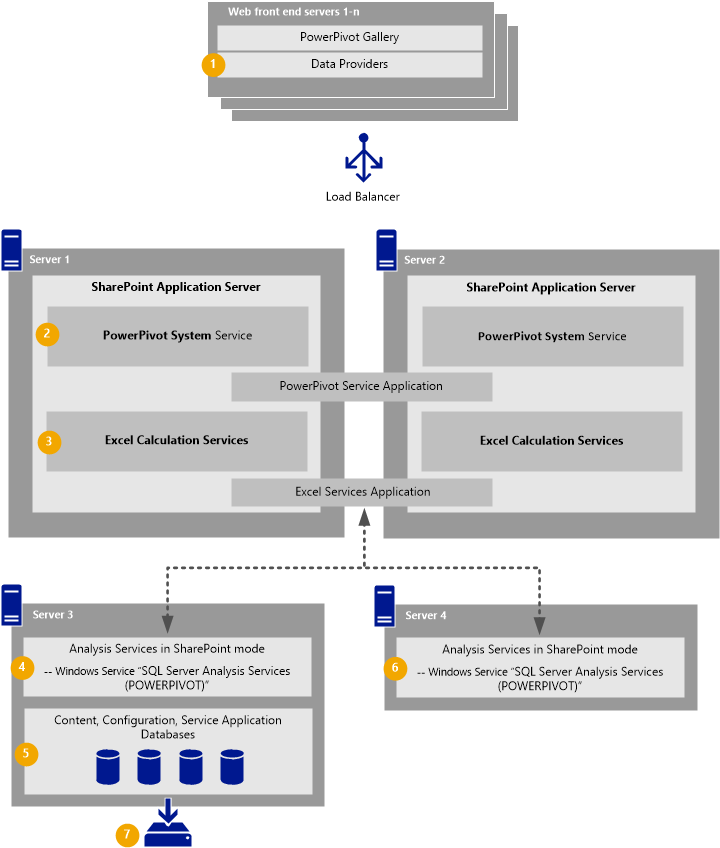 Web front end servers 1-n
PowerPivot Gallery
1
Data Providers
Load Balancer
Server 1
SharePoint Application Server
2
PowerPivot System Service
Server 2
SharePoint Application Server
PowerPivot System Service
PowerPivot Service Application
3
Excel Calculation Services
Excel Calculation Services
Excel Services Application
Server 3
4
Analysis Services in SharePoint mode
-- Windows Service “SQL Server Analysis Services
(POWERPIVOT)”
5
Content, Configuration, Service Application
Databases
7
Server 4
6
Analysis Services in SharePoint mode
-- Windows Service “SQL Server Analysis Services
(POWERPIVOT)”